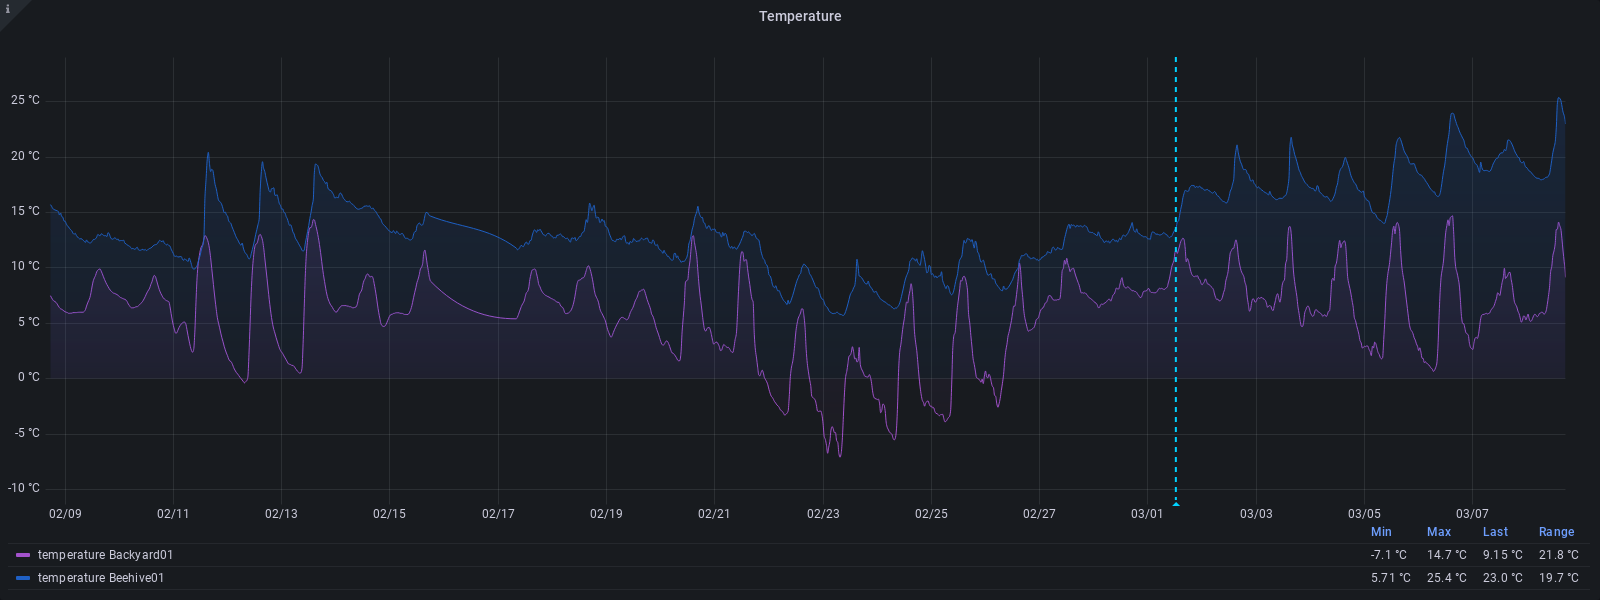 i
Temperature
25 °C
20 °C
15 °C
10 °C
5 °C
0 °C
-5 °C
-10 °C
02/09 02/11 02/13 02/15 02/17 02/19 02/21 02/23 02/25 02/27 03/01 03/03 03/05 03/07
Min Max Last Range
temperature Backyard01 -7.1 °C 14.7 °C 9.15 °C 21.8 °C
temperature Beehive01 5.71 °C 25.4 °C 23.0 °C 19.7 °C